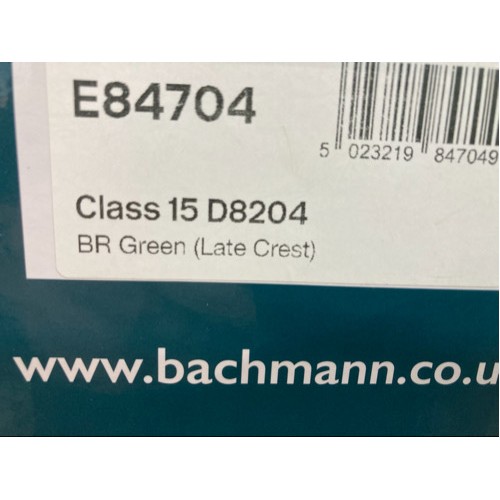 E84704
5 023219 847049
Class 15 D8204
BR Green (Late Crest)
www.bachmann.co.u